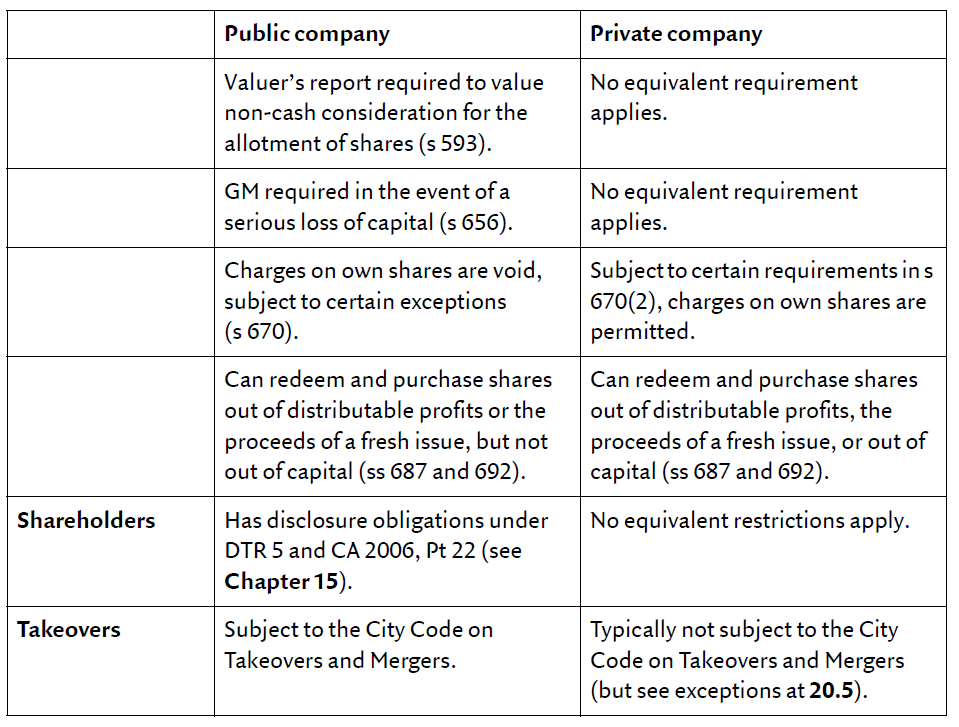 Public company
Private company
Valuer’s report required to value
non-cash consideration for the
allotment of shares (s 593).
No equivalent requirement
applies.
GM required in the event of a
serious loss of capital (s 656).
No equivalent requirement
applies.
Charges on own shares are void,
subject to certain exceptions
(s 670).
Subject to certain requirements in s
670(2), charges on own shares are
permitted.
Can redeem and purchase shares
out of distributable profits or the
proceeds of a fresh issue, but not
out of capital (ss 687 and 692).
Can redeem and purchase shares
out of distributable profits, the
proceeds of a fresh issue, or out of
capital (ss 687 and 692).
Shareholders
Has disclosure obligations under
DTR 5 and CA 2006, Pt 22 (see
Chapter 15).
No equivalent restrictions apply.
Takeovers
Subject to the City Code on
Takeovers and Mergers.
Typically not subject to the City
Code on Takeovers and Mergers
(but see exceptions at 20.5).